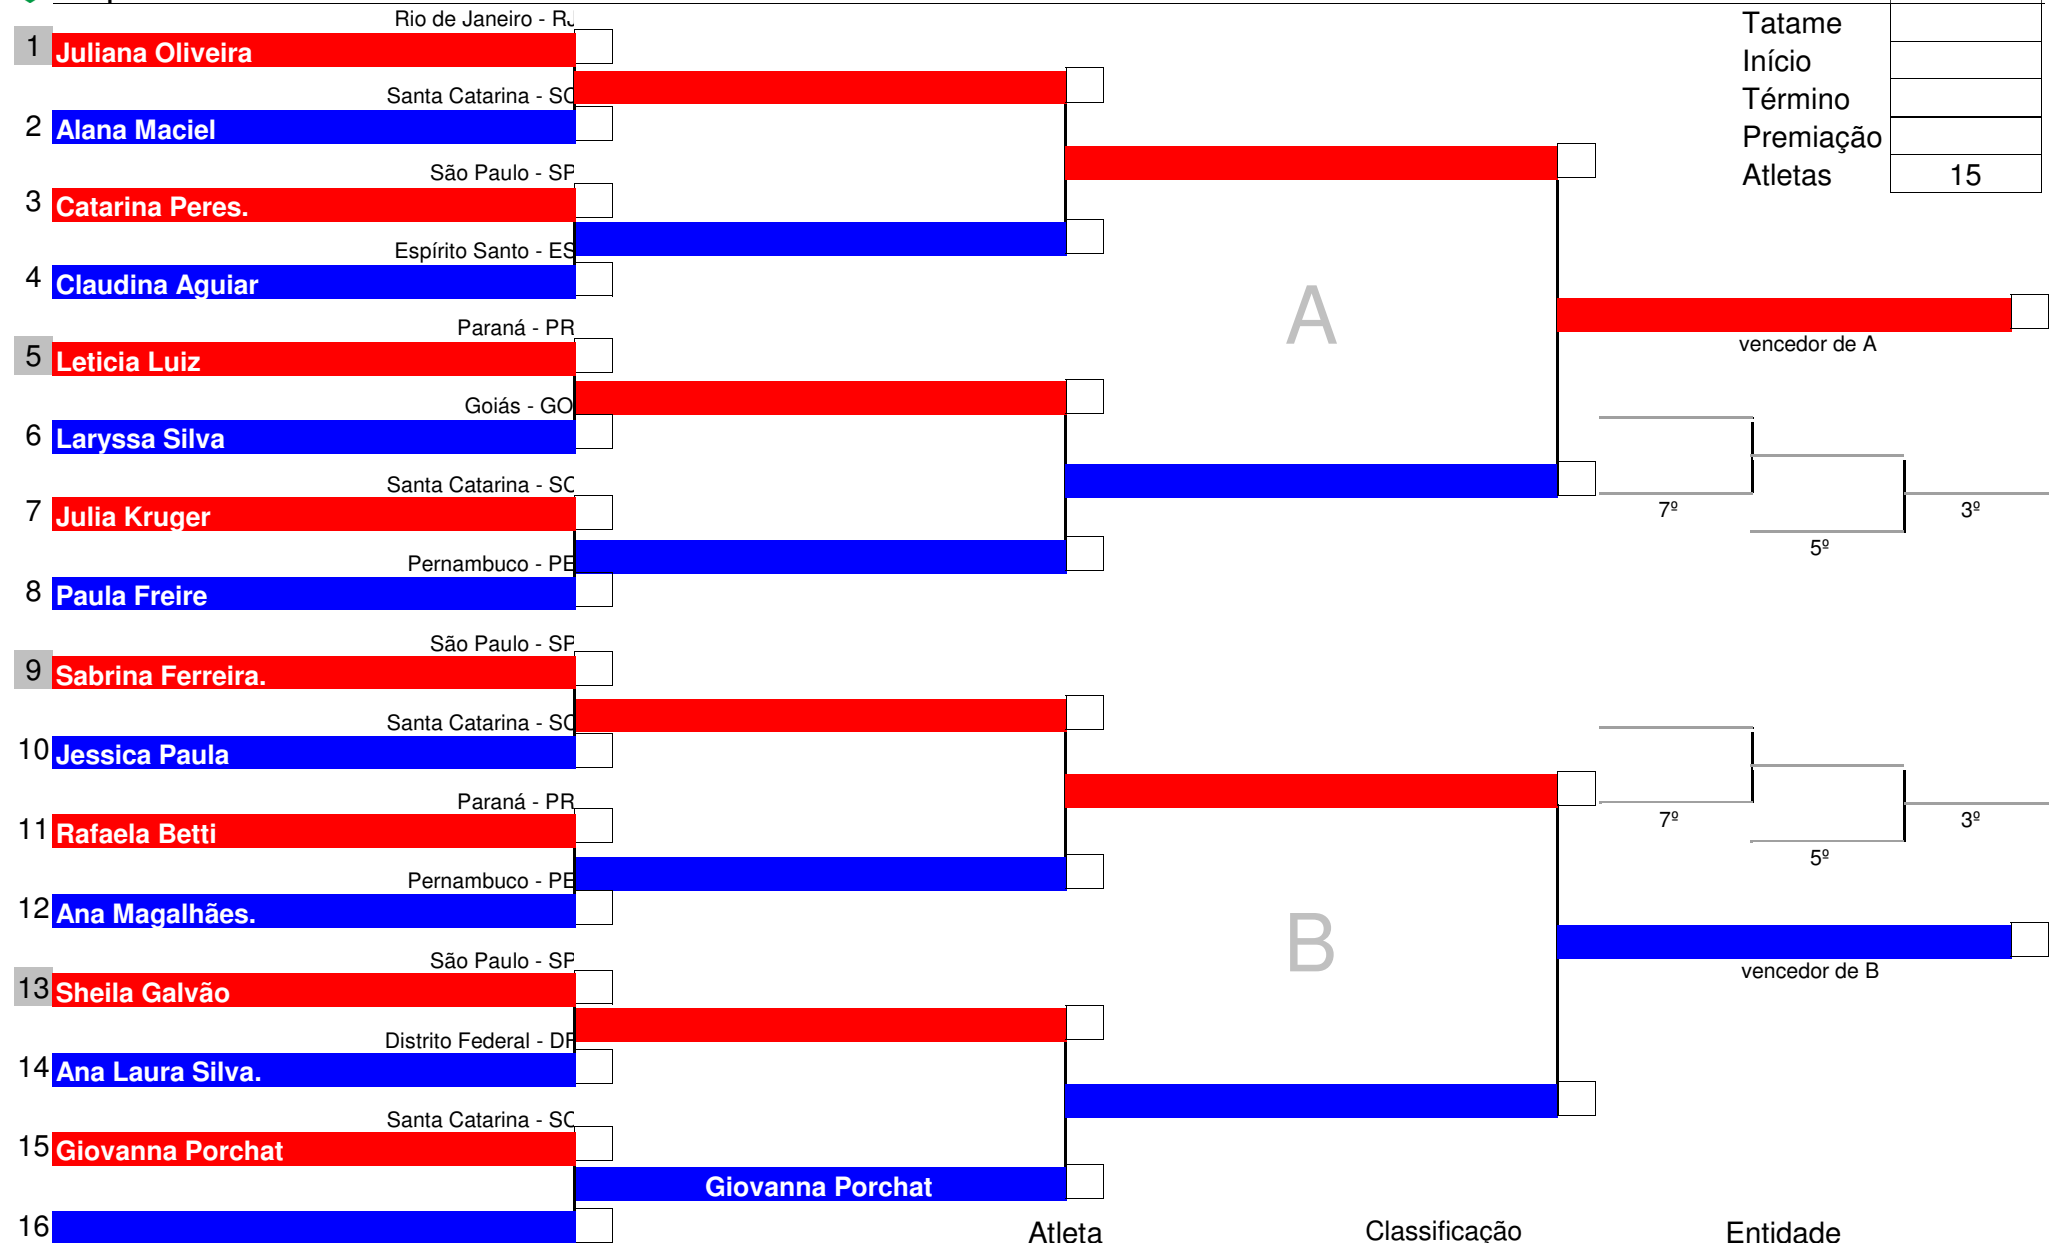 Rio de Janeiro - RJ
1 Juliana Oliveira
Santa Catarina - SC
2 Alana Maciel
São Paulo - SP
3 Catarina Peres.
Espírito Santo - ES
4 Claudina Aguiar
Paraná - PR
5 Leticia Luiz
Goiás - GO
6 Laryssa Silva
Santa Catarina - SC
7 Julia Kruger
Pernambuco - PE
8 Paula Freire
São Paulo - SP
9 Sabrina Ferreira.
Santa Catarina - SC
10 Jessica Paula
Paraná - PR
11 Rafaela Betti
Pernambuco - PE
12 Ana Magalhães.
São Paulo - SP
13 Sheila Galvão
Distrito Federal - DF
14 Ana Laura Silva.
Santa Catarina - SC
15 Giovanna Porchat
16
Giovanna Porchat
A
B
Tatame
Início
Término
Premiação
Atletas 15
vencedor de A
7º
5º
3º
7º
5º
3º
vencedor de B
Atleta Classificação Entidade